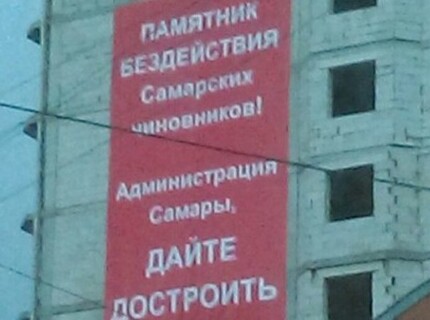 ПАМЯТНИК
БЕЗДЕЙСТВИЯ
Самарских
чиновников!
Администрация
Самары,
ДАЙТЕ
ДОСТРОИТЬ